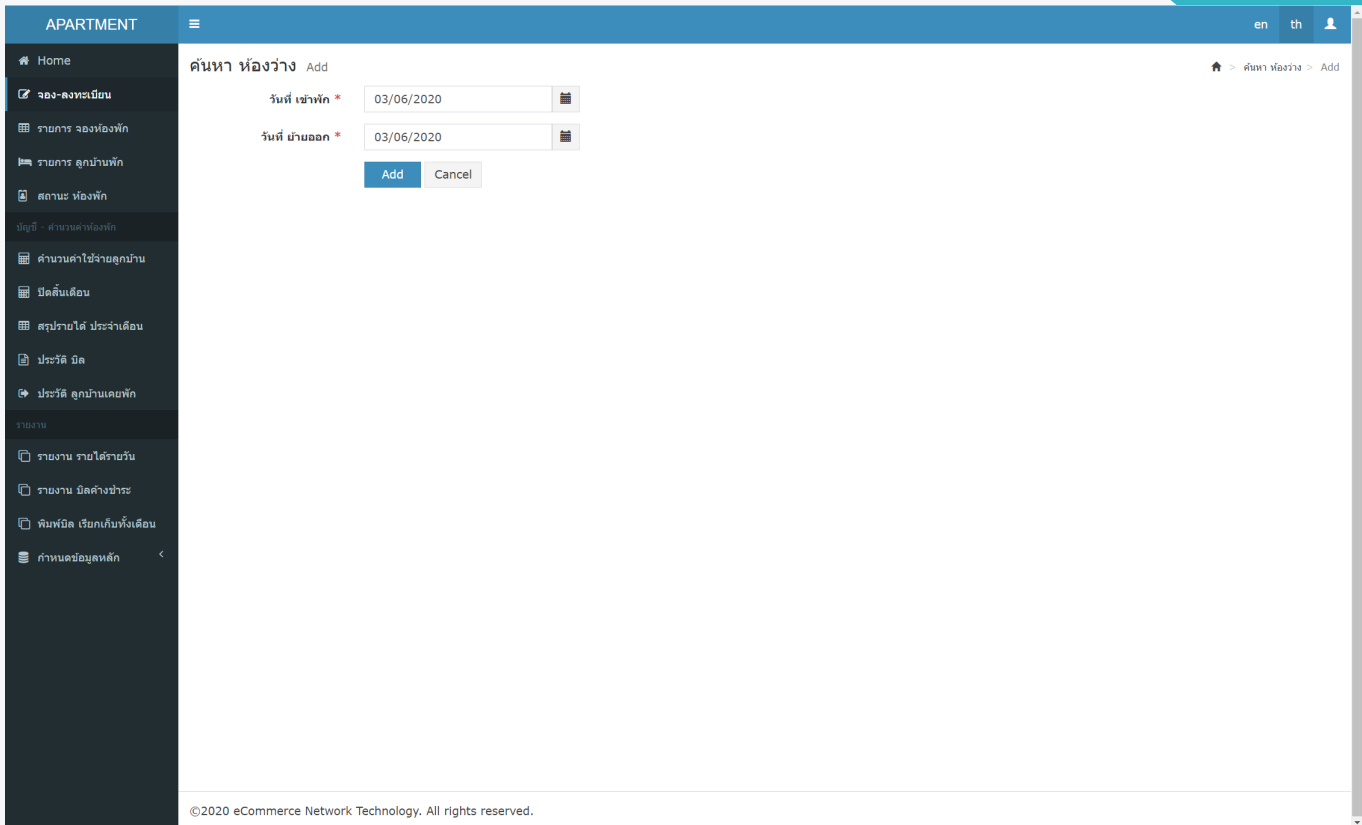 APARTMENT
en th
Home
จอง-ลงทะเบียน
รายการ จองห้องพัก
รายการ ลูกบ้านพัก
สถานะ ห้องพัก
บัญชี - คำนวนค่าห้องพัก
คำนวนค่าใช้จ่ายลูกบ้าน
ปิดสิ้นเดือน
สรุปรายได้ ประจำเดือน
ประวัติ บิล
ประวัติ ลูกบ้านเคยพัก
รายงาน
รายงาน รายได้รายวัน
รายงาน บิลค้างชำระ
พิมพ์บิล เรียกเก็บทั้งเดือน
กำหนดข้อมูลหลัก
ค้นหา ห้องว่าง Add
> ค้นหา ห้องว่าง > Add
วันที่ เข้าพัก * 03/06/2020
วันที่ ย้ายออก * 03/06/2020
Add Cancel
©2020 eCommerce Network Technology. All rights reserved.